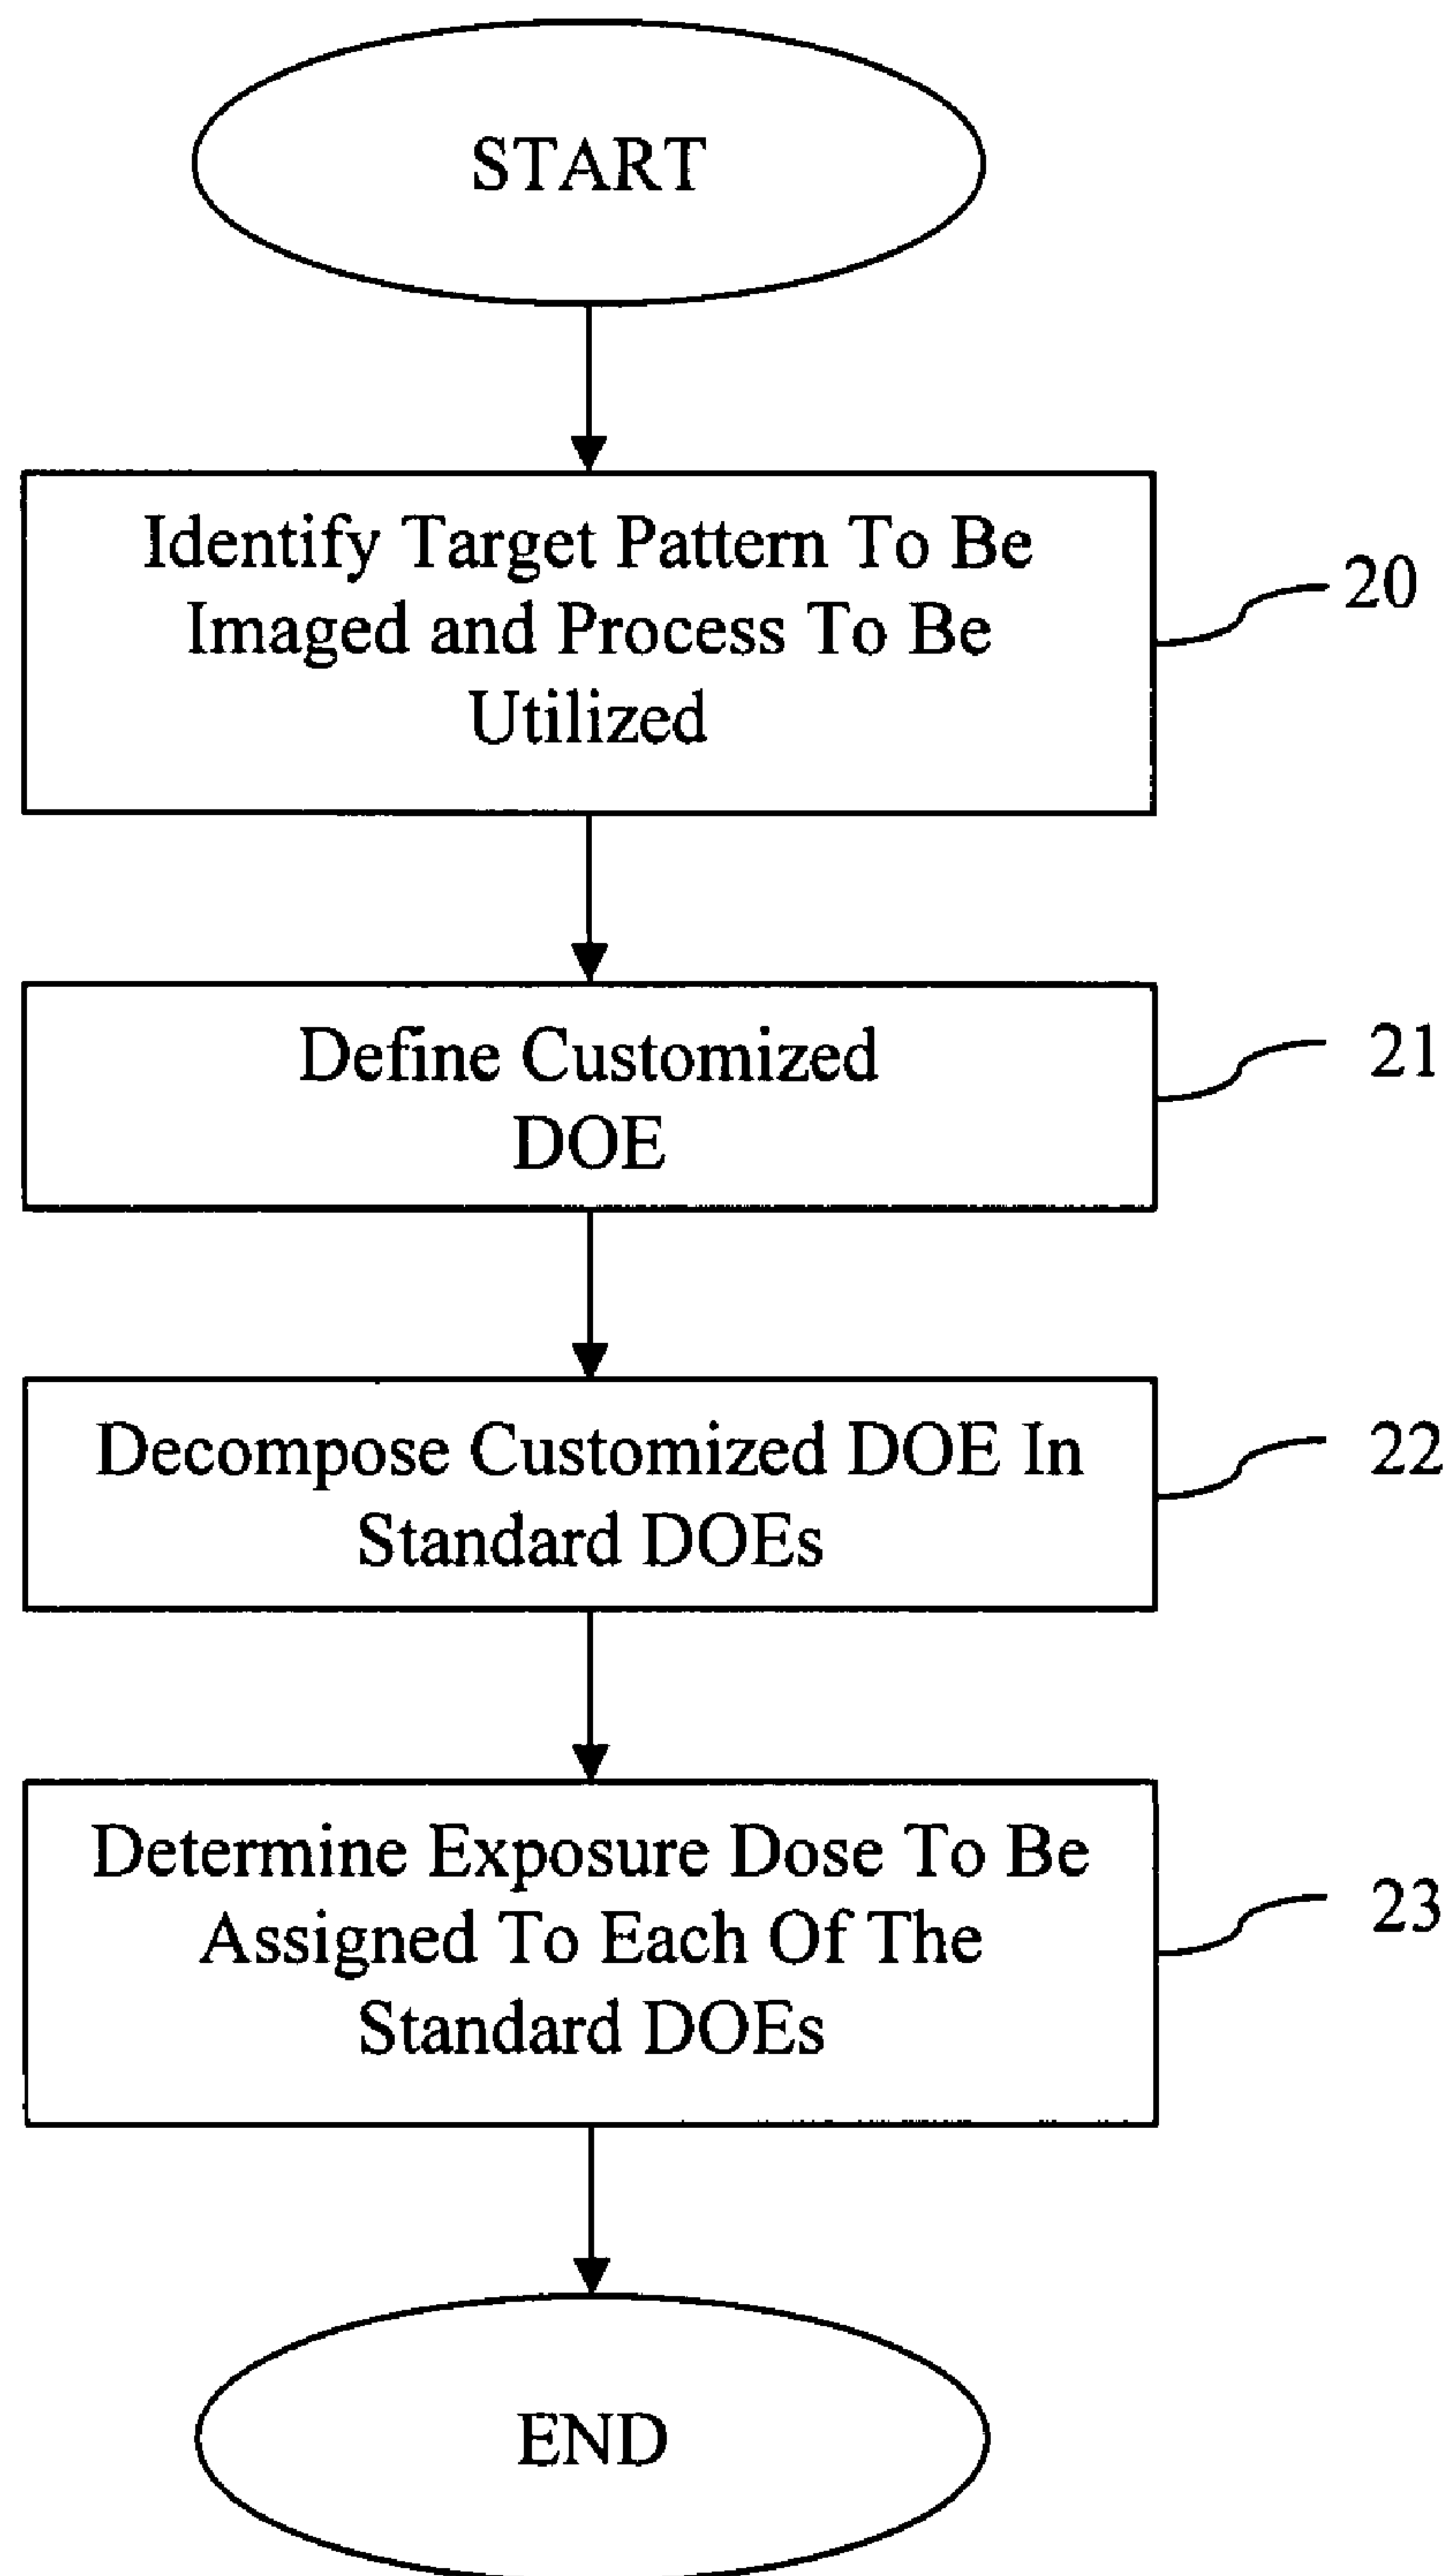 START
Identify Target Pattern To Be
Imaged and Process To Be
Utilized
20
Define Customized
DOE
21
Decompose Customized DOE In
Standard DOEs
22
Determine Exposure Dose To Be
Assigned To Each Of The
Standard DOEs
23
END